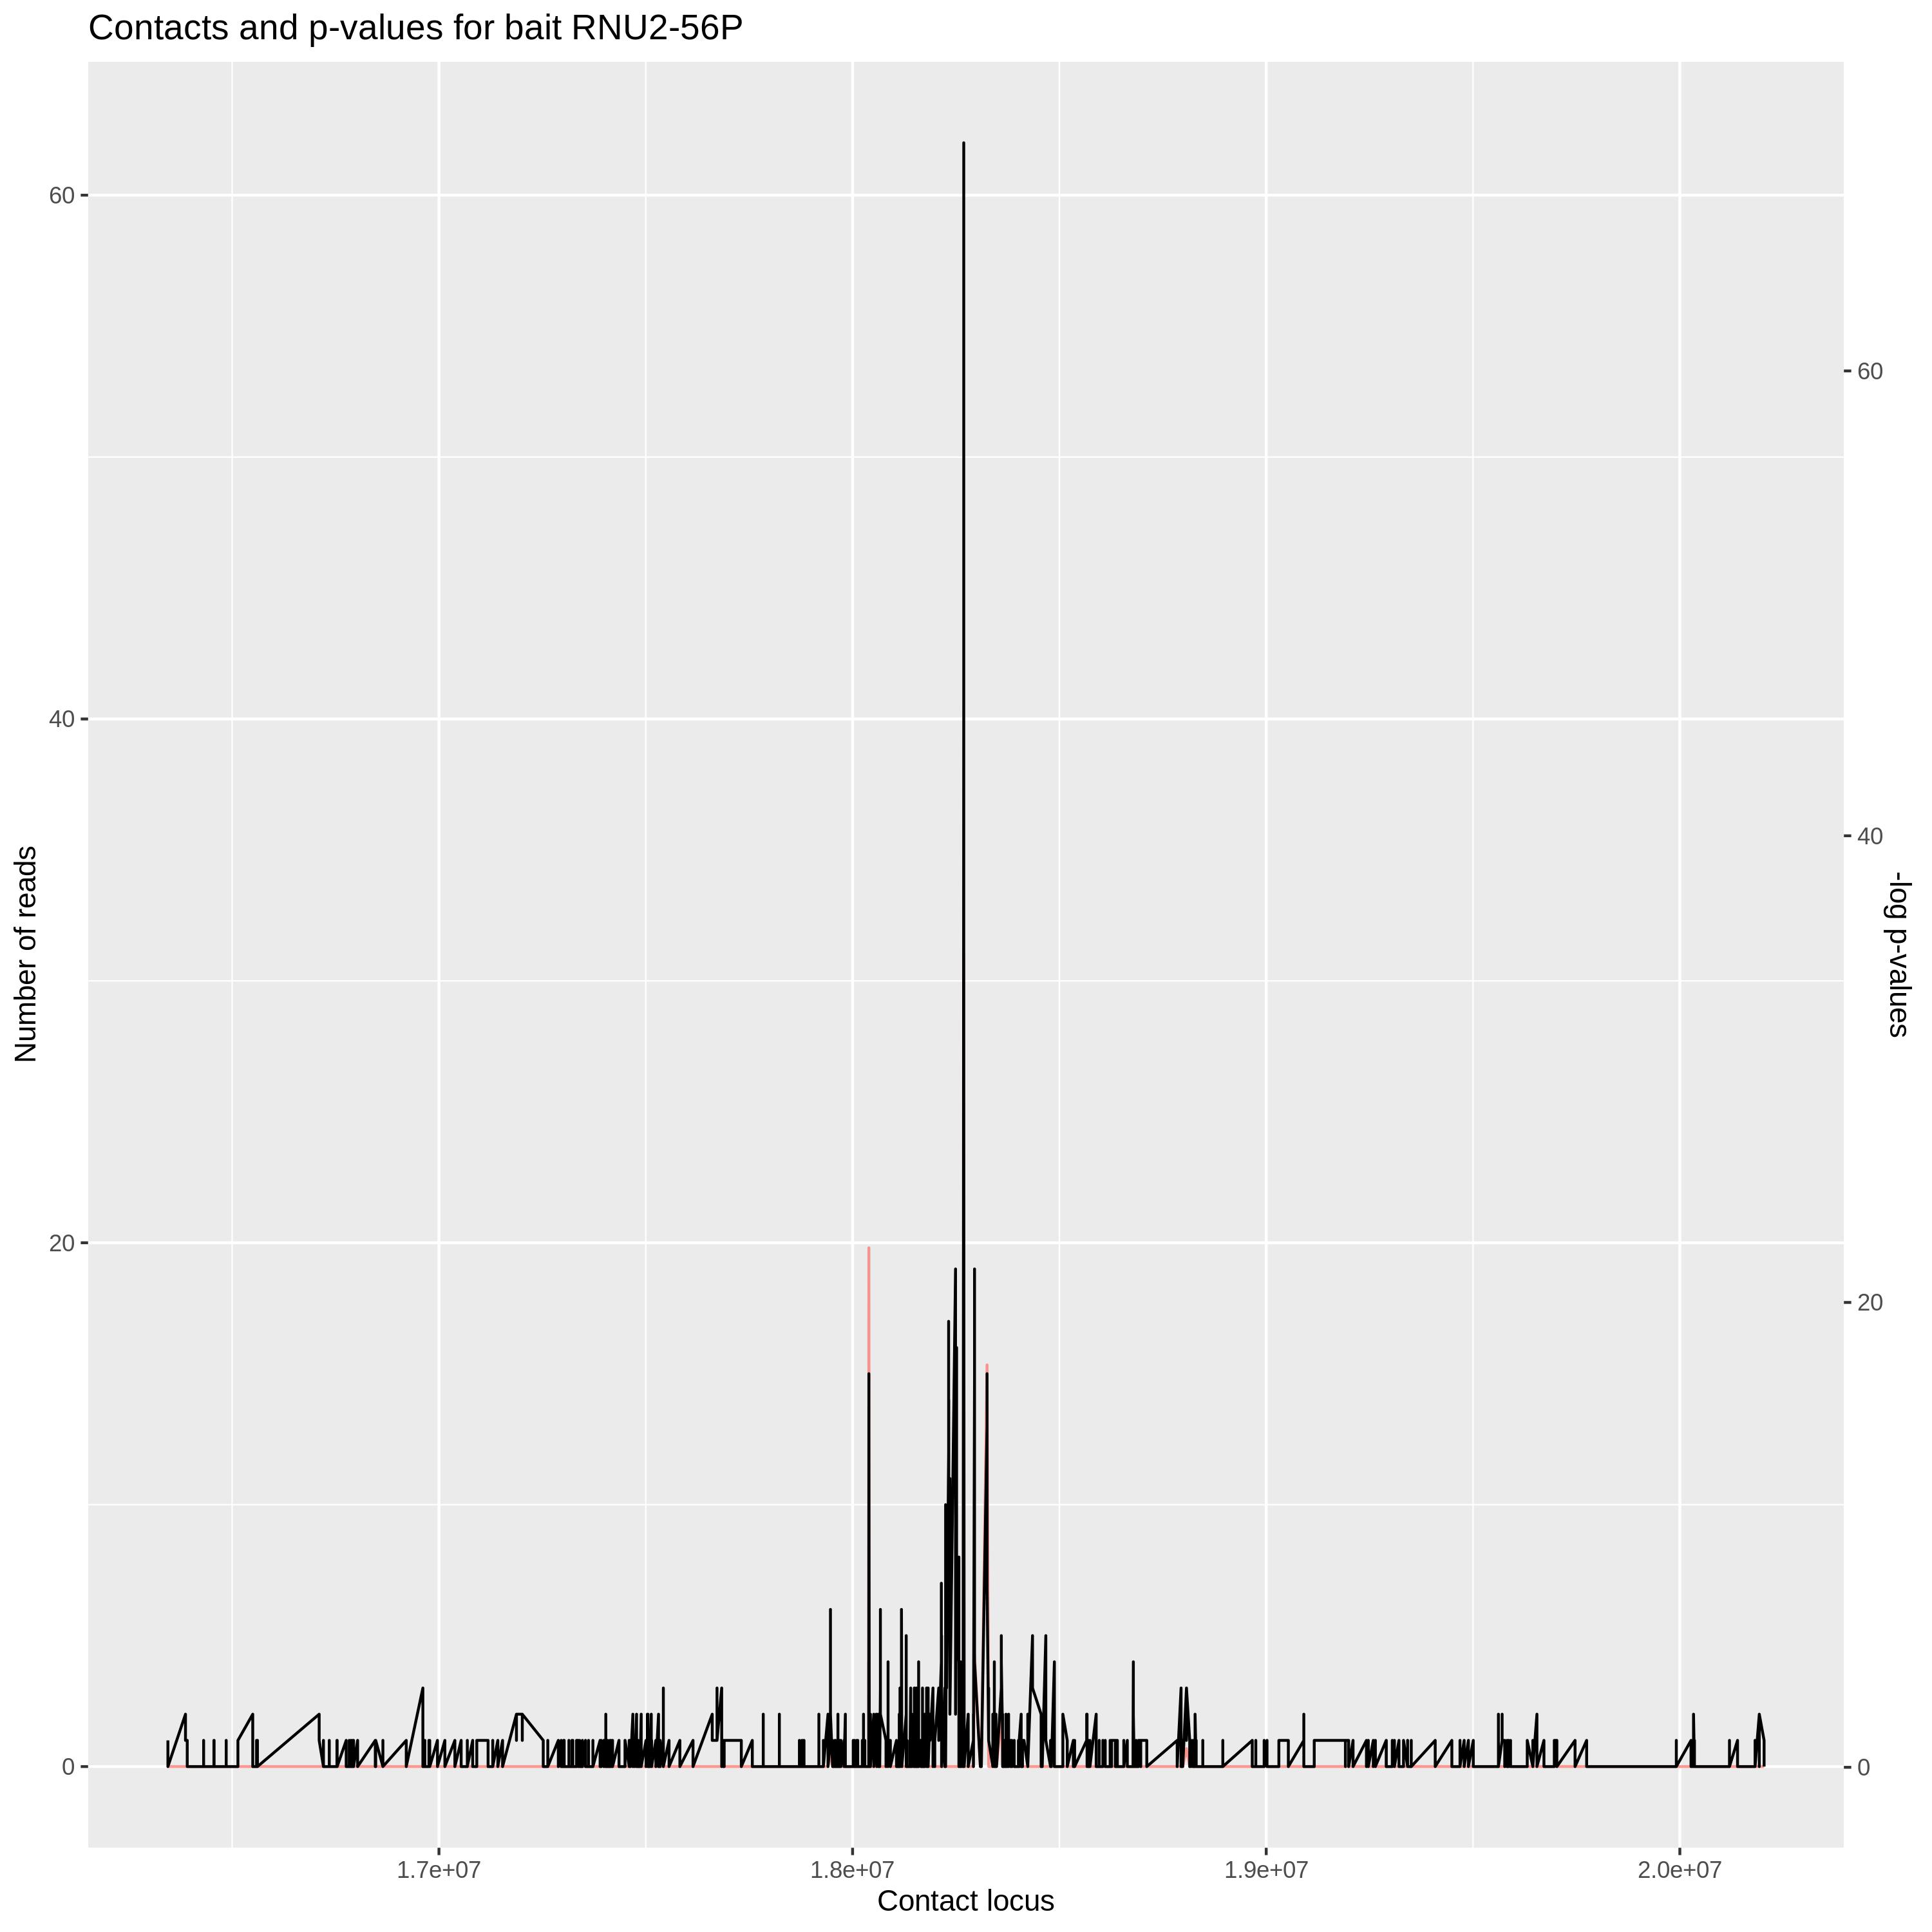 Contacts and p-values for bait RNU2-56P
60
40
20
0
Number of reads
60
40
20
0
-log p-values
1.7e+07 1.8e+07 1.9e+07 2.0e+07
Contact locus